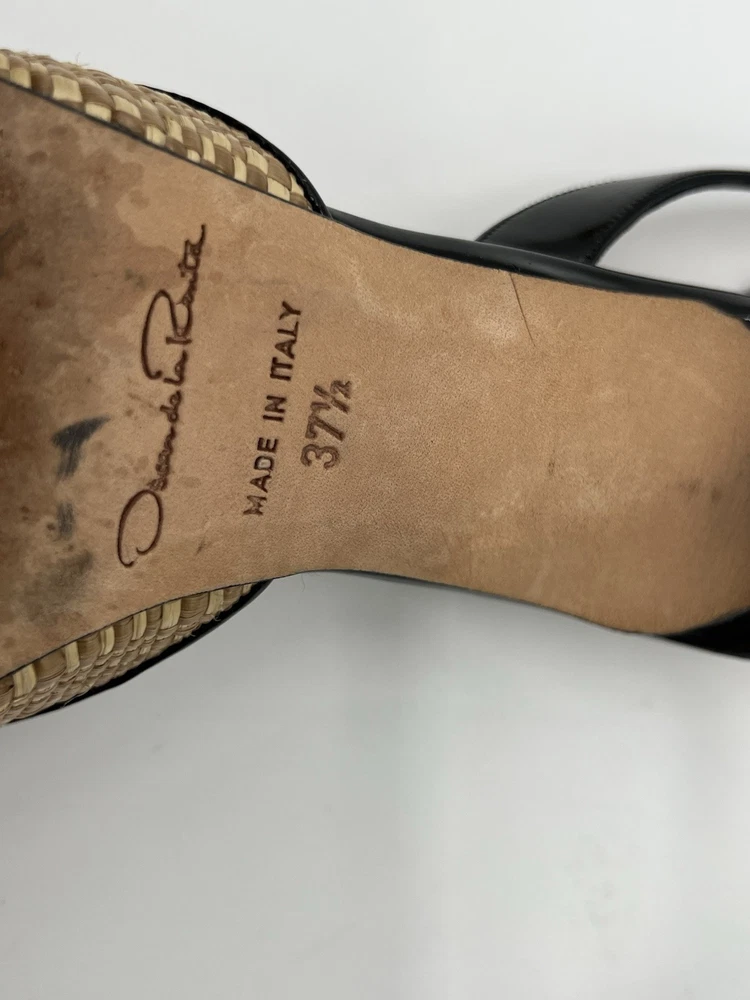 Oscar de la Renta
MADE IN ITALY
37½